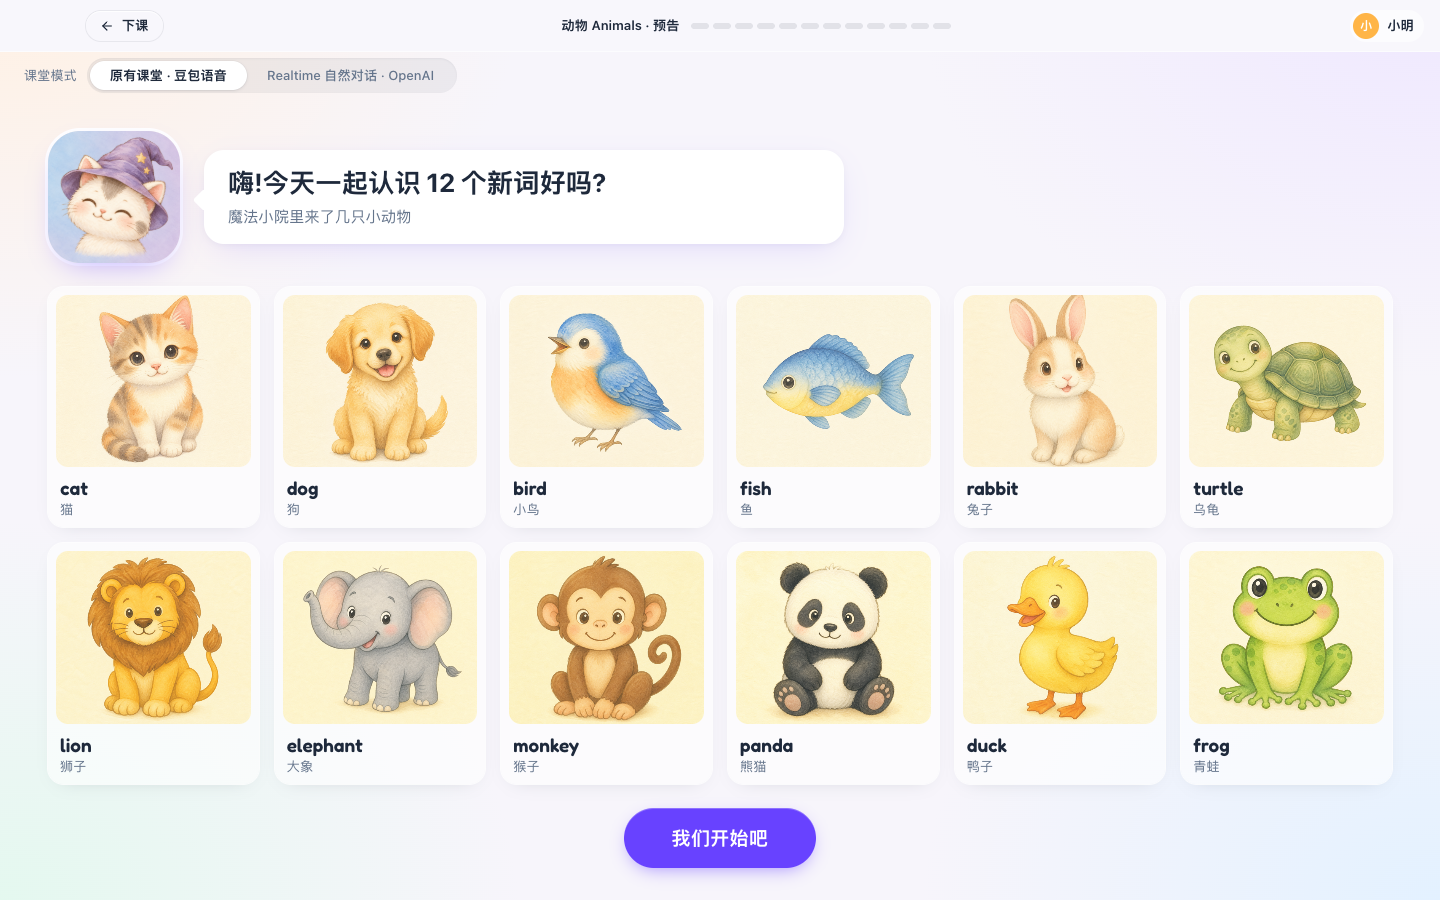 ← 下课
动物 Animals · 预告
小 小明
课堂模式
原有课堂 · 豆包语音
Realtime 自然对话 · OpenAI
嗨!今天一起认识 12 个新词好吗?
魔法小院里来了几只小动物
cat
猫
dog
狗
bird
小鸟
fish
鱼
rabbit
兔子
turtle
乌龟
lion
狮子
elephant
大象
monkey
猴子
panda
熊猫
duck
鸭子
frog
青蛙
我们开始吧